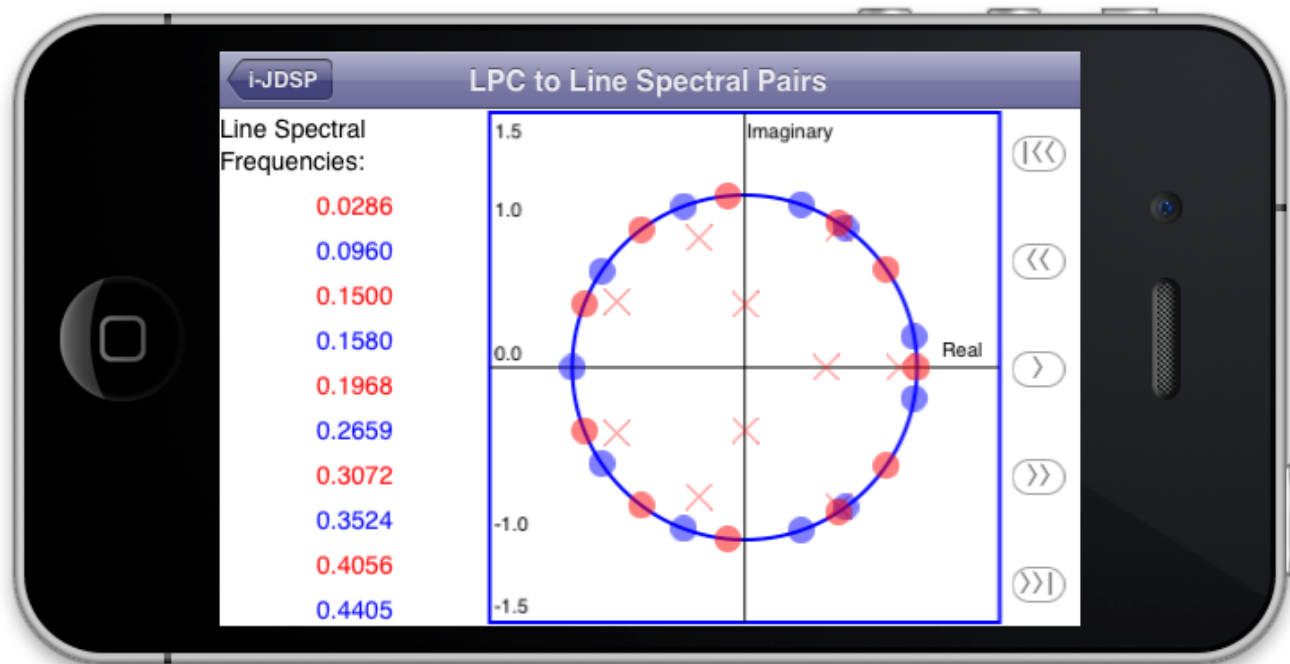 i-JDSP
LPC to Line Spectral Pairs
Line Spectral
Frequencies:
0.0286
0.0960
0.1500
0.1580
0.1968
0.2659
0.3072
0.3524
0.4056
0.4405
1.5
Imaginary
1.0
0.0
Real
-1.0
-1.5